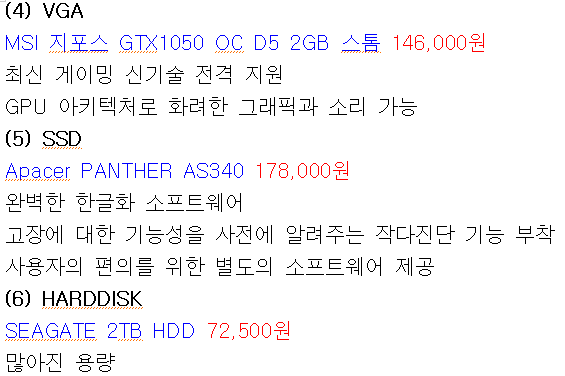 (4) VGA
MSI 지포스 GTX1050 OC D5 2GB 스톰 146,000원
최신 게이밍 신기술 전격 지원
GPU 아키텍쳐로 화려한 그래픽과 소리 가능
(5) SSD
Apacer PANTHER AS340 178,000원
완벽한 한글화 소프트웨어
고장에 대한 기능성을 사전에 알려주는 작다진단 기능 부착
사용자의 편의를 위한 별도의 소프트웨어 제공
(6) HARDDISK
SEAGATE 2TB HDD 72,500원
많아진 용량